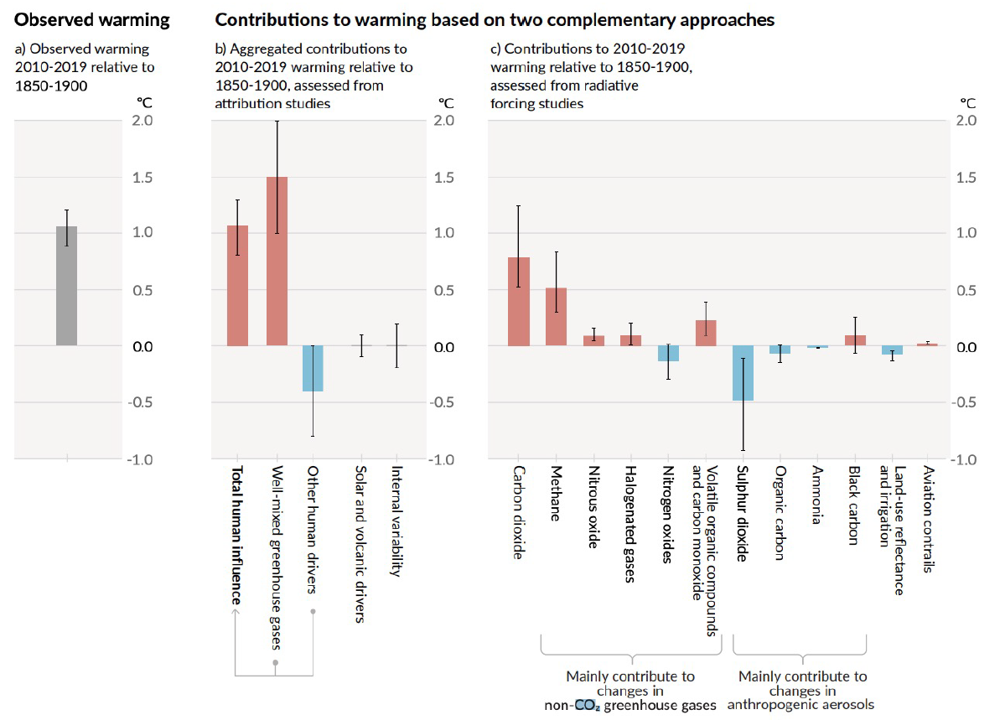 Observed warming
Contributions to warming based on two complementary approaches
a) Observed warming
2010-2019 relative to
1850-1900
b) Aggregated contributions to
2010-2019 warming relative to
1850-1900, assessed from
attribution studies
c) Contributions to 2010-2019
warming relative to 1850-1900,
assessed from radiative
forcing studies
°C
2.0
1.5
1.0
0.5
0.0
-0.5
-1.0
°C
2.0
1.5
1.0
0.5
0.0
-0.5
-1.0
°C
2.0
1.5
1.0
0.5
0.0
-0.5
-1.0
Total human influence
Well-mixed greenhouse gases
Other human drivers
Solar and volcanic drivers
Internal variability
Carbon dioxide
Methane
Nitrous oxide
Halogenated gases
Nitrogen oxides
Volatile organic compounds
and carbon monoxide
Sulphur dioxide
Organic carbon
Ammonia
Black carbon
Land-use reflectance
and irrigation
Aviation contrails
Mainly contribute to
changes in
non-CO₂ greenhouse gases
Mainly contribute to
changes in
anthropogenic aerosols